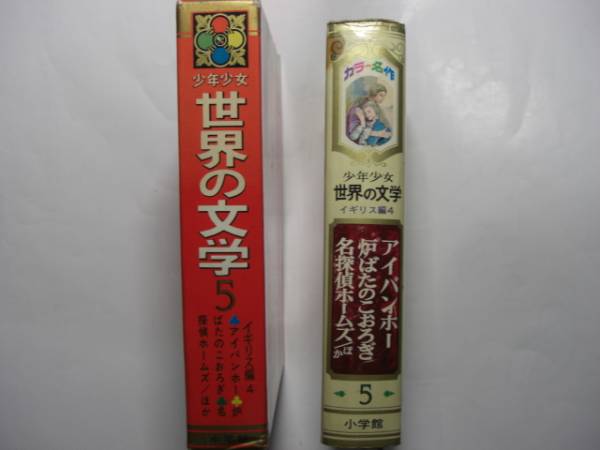 少年少女
世界の文学
5
イギリス編4
♣アイバンホー♣炉
ばたのこおろぎ♣名
探偵ホームズ/ほか
カラー名作
少年少女
世界の文学
イギリス編4
アイバンホー
炉ばたのこおろぎ
名探偵ホームズ/ほか
5
小学館